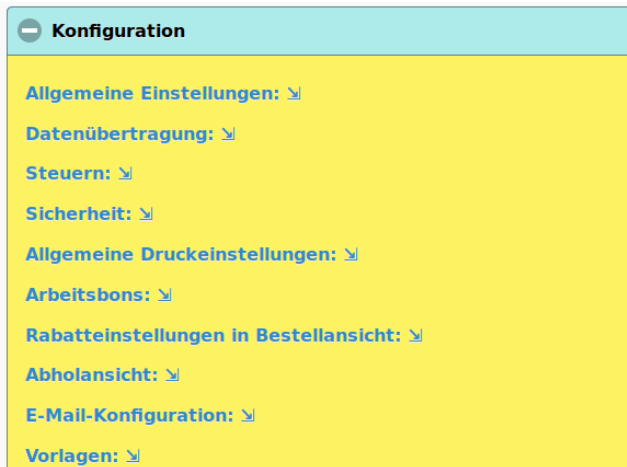 Konfiguration
Allgemeine Einstellungen: ⇲
Datenübertragung: ⇲
Steuern: ⇲
Sicherheit: ⇲
Allgemeine Druckeinstellungen: ⇲
Arbeitsbons: ⇲
Rabatteinstellungen in Bestellansicht: ⇲
Abholansicht: ⇲
E-Mail-Konfiguration: ⇲
Vorlagen: ⇲